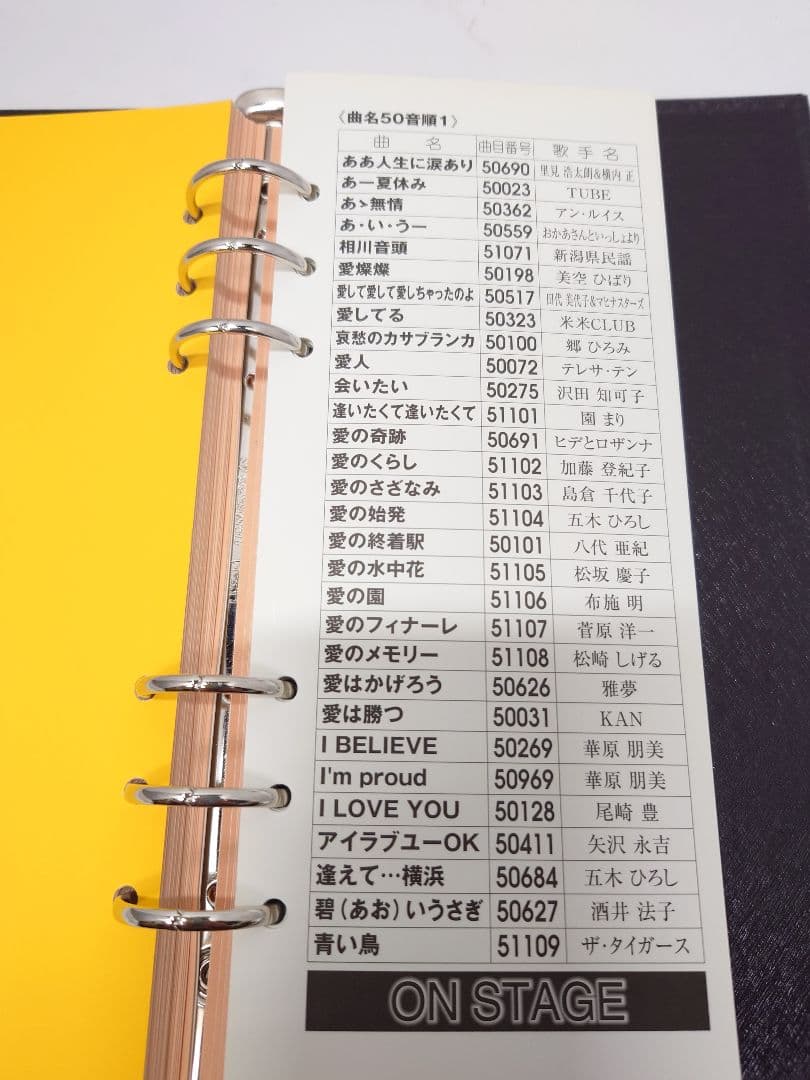 〈曲名50音順1〉
曲 名 曲目番号 歌手名
ああ人生に涙あり 50690 里見 浩太朗&横内 正
あー夏休み 50023 TUBE
あゝ無情 50362 アン・ルイス
あ・い・うー 50559 おかあさんといっしょより
相川音頭 51071 新潟県民謡
愛燦燦 50198 美空 ひばり
愛して愛して愛しちゃったのよ 50517 田代 美代子&マヒナスターズ
愛してる 50323 米米CLUB
哀愁のカサブランカ 50100 郷 ひろみ
愛人 50072 テレサ・テン
会いたい 50275 沢田 知可子
逢いたくて逢いたくて 51101 園 まり
愛の奇跡 50691 ヒデとロザンナ
愛のくらし 51102 加藤 登紀子
愛のさざなみ 51103 島倉 千代子
愛の始発 51104 五木 ひろし
愛の終着駅 50101 八代 亜紀
愛の水中花 51105 松坂 慶子
愛の園 51106 布施 明
愛のフィナーレ 51107 菅原 洋一
愛のメモリー 51108 松崎 しげる
愛はかげろう 50626 雅夢
愛は勝つ 50031 KAN
I BELIEVE 50269 華原 朋美
I'm proud 50969 華原 朋美
I LOVE YOU 50128 尾崎 豊
アイラブユーOK 50411 矢沢 永吉
逢えて…横浜 50684 五木 ひろし
碧（あお）いうさぎ 50627 酒井 法子
青い鳥 51109 ザ・タイガース
ON STAGE